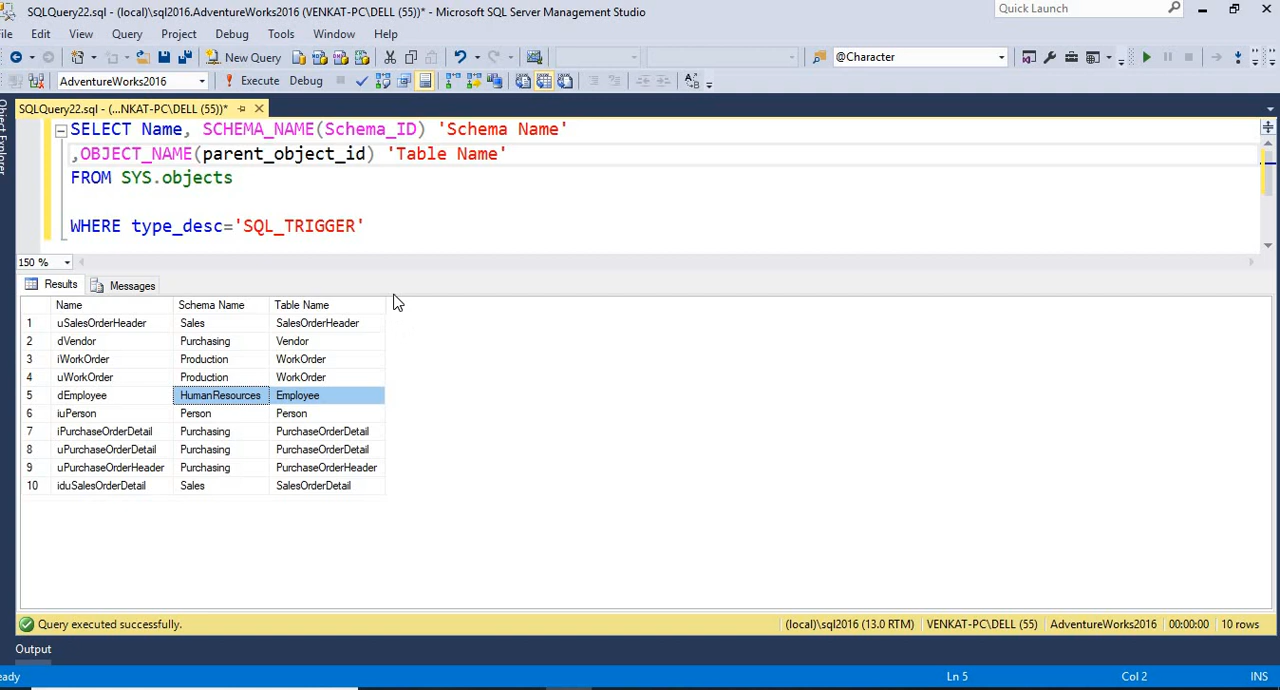 SQLQuery22.sql - (local)\sql2016.AdventureWorks2016 (VENKAT-PC\DELL (55))* - Microsoft SQL Server Management Studio
Quick Launch
File Edit View Query Project Debug Tools Window Help
New Query @Character
AdventureWorks2016 Execute Debug
SQLQuery22.sql - (...NKAT-PC\DELL (55))*
Object Explorer
SELECT Name, SCHEMA_NAME(Schema_ID) 'Schema Name'
,OBJECT_NAME(parent_object_id) 'Table Name'
FROM SYS.objects
WHERE type_desc='SQL_TRIGGER'
150 %
Results Messages
Name Schema Name Table Name
1 uSalesOrderHeader Sales SalesOrderHeader
2 dVendor Purchasing Vendor
3 iWorkOrder Production WorkOrder
4 uWorkOrder Production WorkOrder
5 dEmployee HumanResources Employee
6 iuPerson Person Person
7 iPurchaseOrderDetail Purchasing PurchaseOrderDetail
8 uPurchaseOrderDetail Purchasing PurchaseOrderDetail
9 uPurchaseOrderHeader Purchasing PurchaseOrderHeader
10 iduSalesOrderDetail Sales SalesOrderDetail
Query executed successfully. (local)\sql2016 (13.0 RTM) VENKAT-PC\DELL (55) AdventureWorks2016 00:00:00 10 rows
Output
eady Ln 5 Col 2 INS